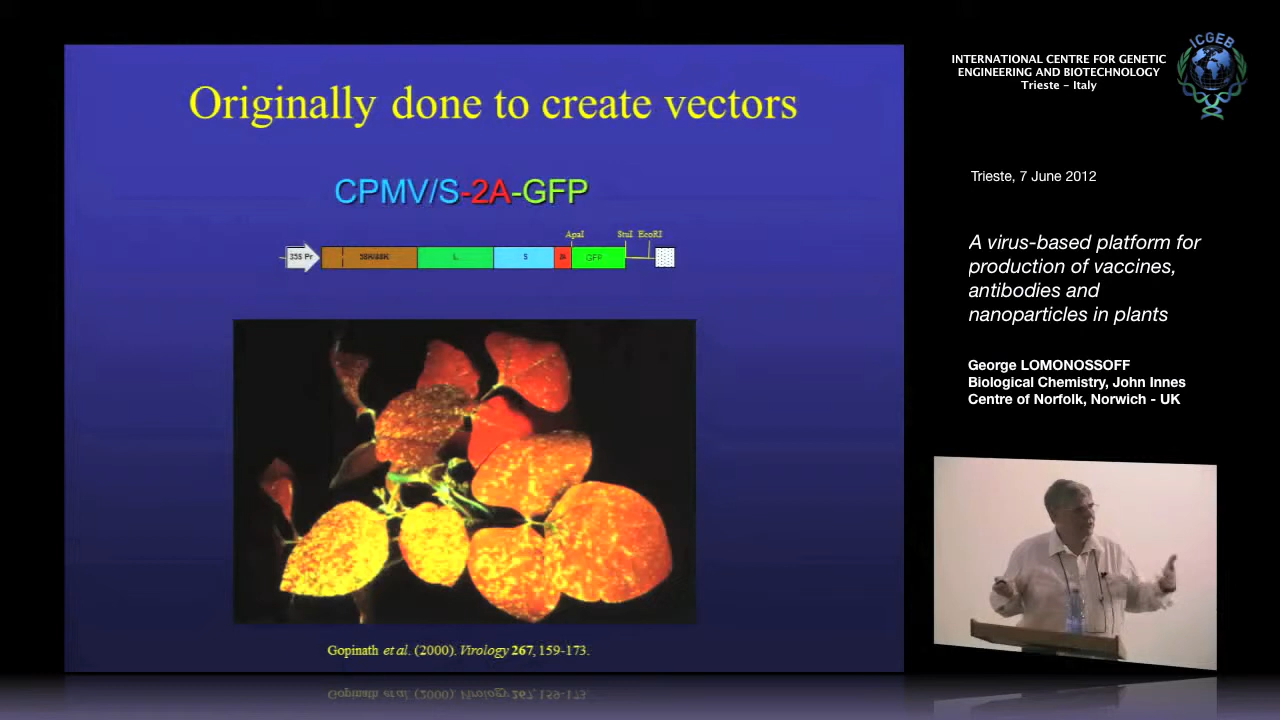 Originally done to create vectors
CPMV/S-2A-GFP
ApaI StuI EcoRI
35S Pr 58K/48K L S 2A GFP
Gopinath et al. (2000). Virology 267, 159-173.
ICGEB
INTERNATIONAL CENTRE FOR GENETIC
ENGINEERING AND BIOTECHNOLOGY
Trieste - Italy
Trieste, 7 June 2012
A virus-based platform for
production of vaccines,
antibodies and
nanoparticles in plants
George LOMONOSSOFF
Biological Chemistry, John Innes
Centre of Norfolk, Norwich - UK